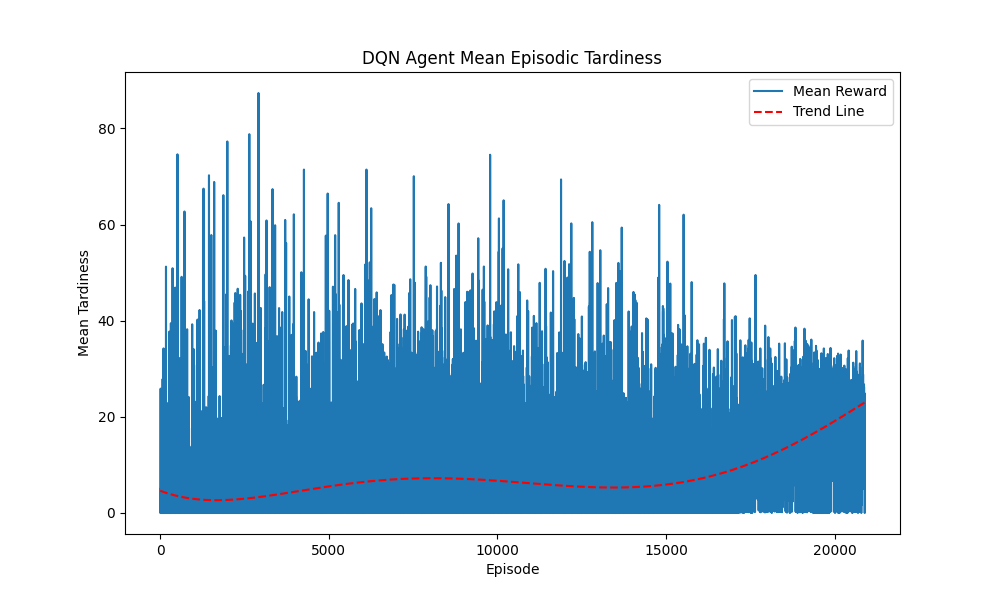 DQN Agent Mean Episodic Tardiness
Mean Reward
Trend Line
Mean Tardiness
80
60
40
20
0
0 5000 10000 15000 20000
Episode